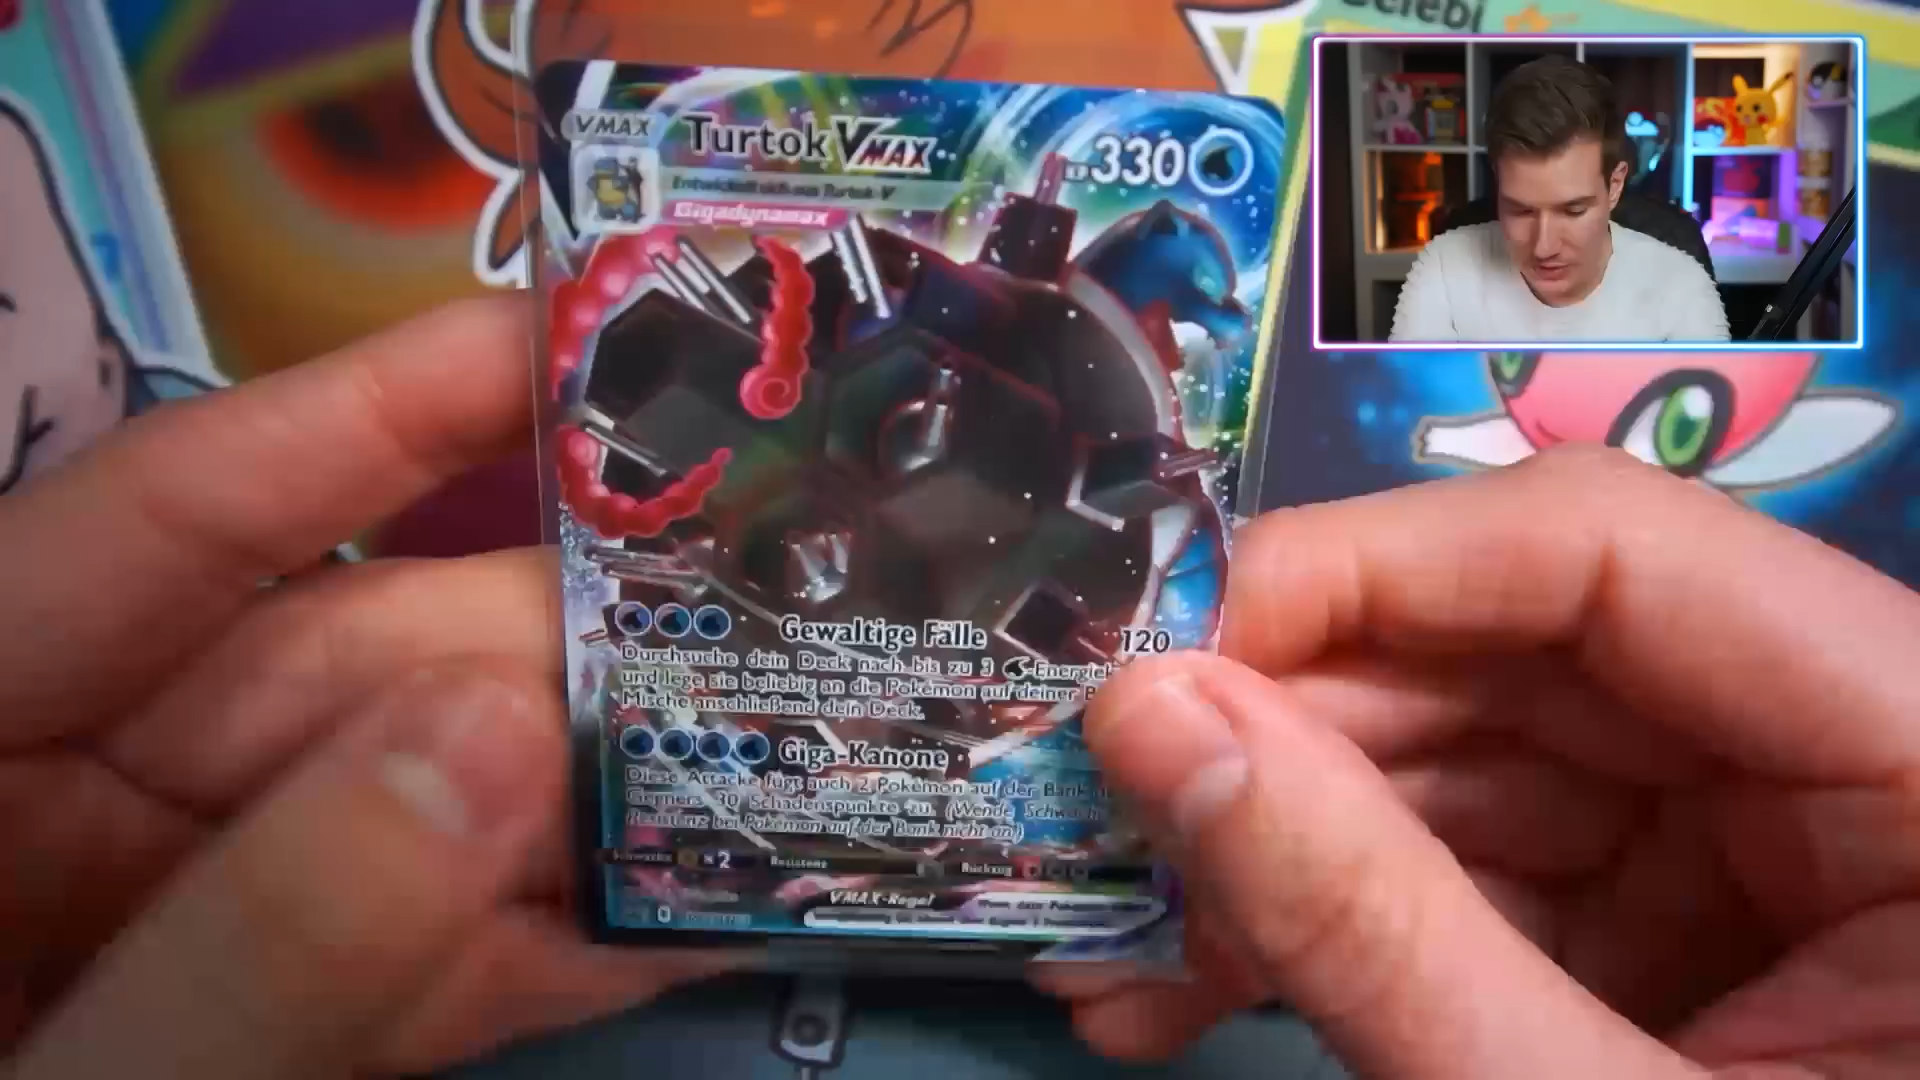 Celebi
VMAX
Turtok VMAX
KP 330
Entwickelt sich aus Turtok-V
Gigadynamax
Gewaltige Fälle
120
Durchsuche dein Deck nach bis zu 3
und lege sie beliebig an die Pokémon auf deiner
Mische anschließend dein Deck.
Giga-Kanone
Diese Attacke fügt auch 2 Pokémon auf der Bank
Gegners 30 Schadenspunkte zu. (Wende
Resistenz bei Pokémon auf der Bank nicht an.)
Schwäche ×2 Resistenz Rückzug
VMAX-Regel